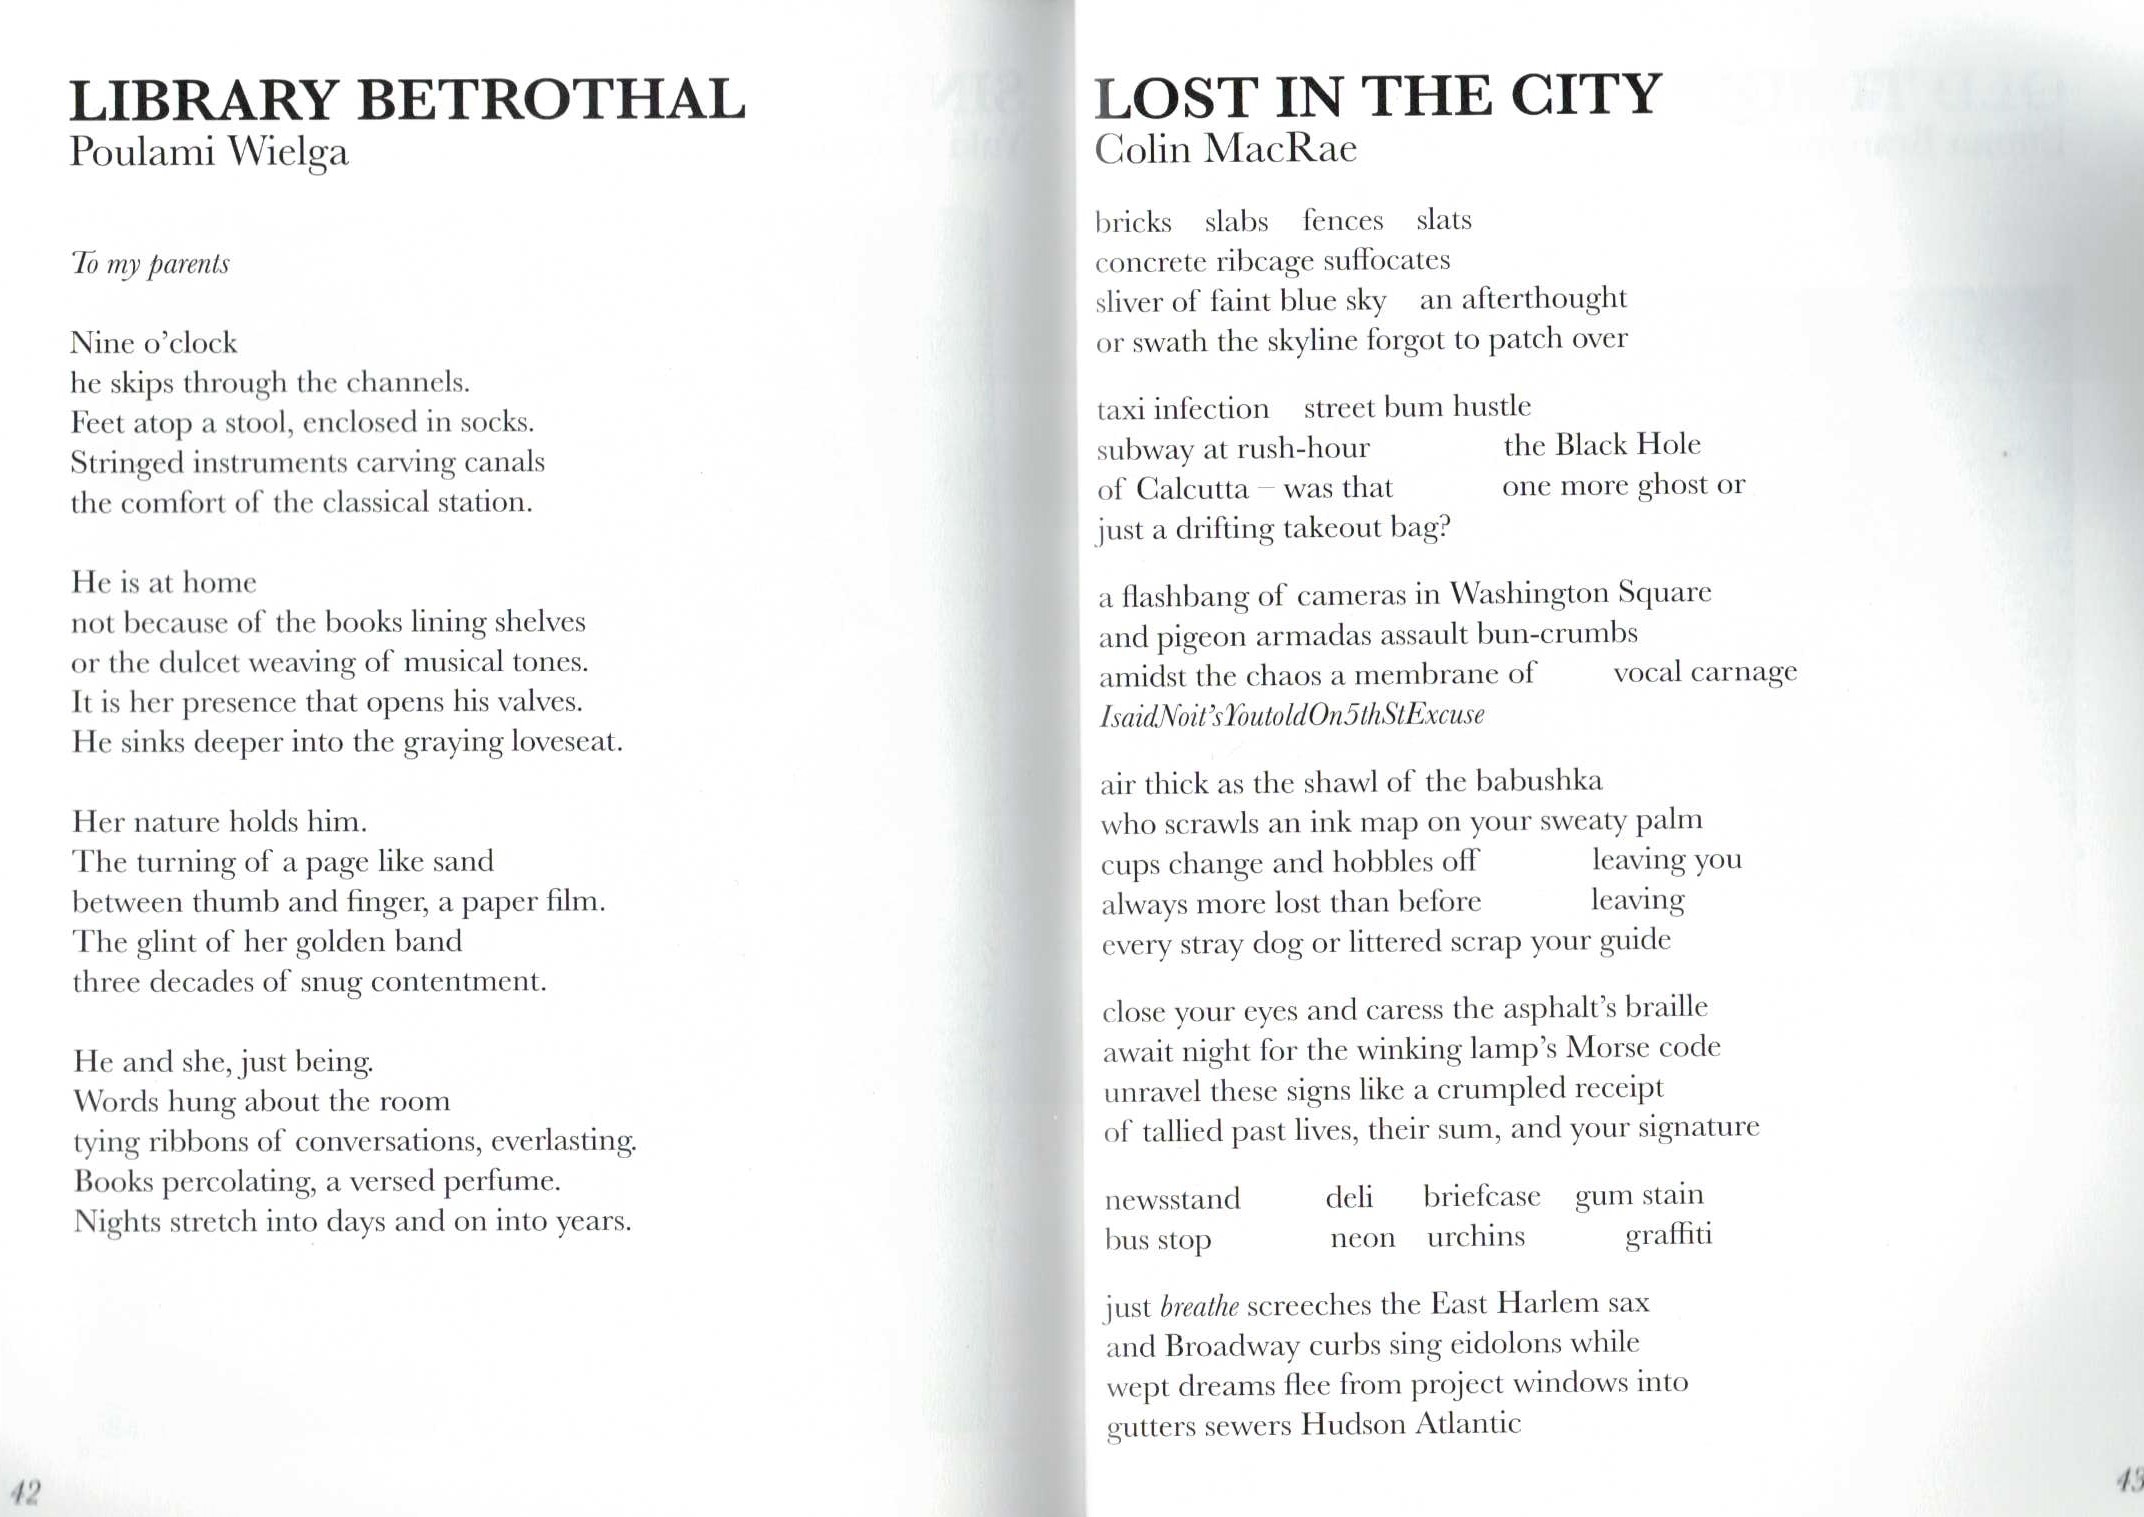 LIBRARY BETROTHAL
Poulami Wielga
To my parents
Nine o'clock
he skips through the channels.
Feet atop a stool, enclosed in socks.
Stringed instruments carving canals
the comfort of the classical station.
He is at home
not because of the books lining shelves
or the dulcet weaving of musical tones.
It is her presence that opens his valves.
He sinks deeper into the graying loveseat.
Her nature holds him.
The turning of a page like sand
between thumb and finger, a paper film.
The glint of her golden band
three decades of snug contentment.
He and she, just being.
Words hung about the room
tying ribbons of conversations, everlasting.
Books percolating, a versed perfume.
Nights stretch into days and on into years.
42
LOST IN THE CITY
Colin MacRae
bricks slabs fences slats
concrete ribcage suffocates
sliver of faint blue sky an afterthought
or swath the skyline forgot to patch over
taxi infection street bum hustle
subway at rush-hour the Black Hole
of Calcutta – was that one more ghost or
just a drifting takeout bag?
a flashbang of cameras in Washington Square
and pigeon armadas assault bun-crumbs
amidst the chaos a membrane of vocal carnage
IsaidNoit'sYoutoldOn5thStExcuse
air thick as the shawl of the babushka
who scrawls an ink map on your sweaty palm
cups change and hobbles off leaving you
always more lost than before leaving
every stray dog or littered scrap your guide
close your eyes and caress the asphalt's braille
await night for the winking lamp's Morse code
unravel these signs like a crumpled receipt
of tallied past lives, their sum, and your signature
newsstand deli briefcase gum stain
bus stop neon urchins graffiti
just breathe screeches the East Harlem sax
and Broadway curbs sing eidolons while
wept dreams flee from project windows into
gutters sewers Hudson Atlantic
43